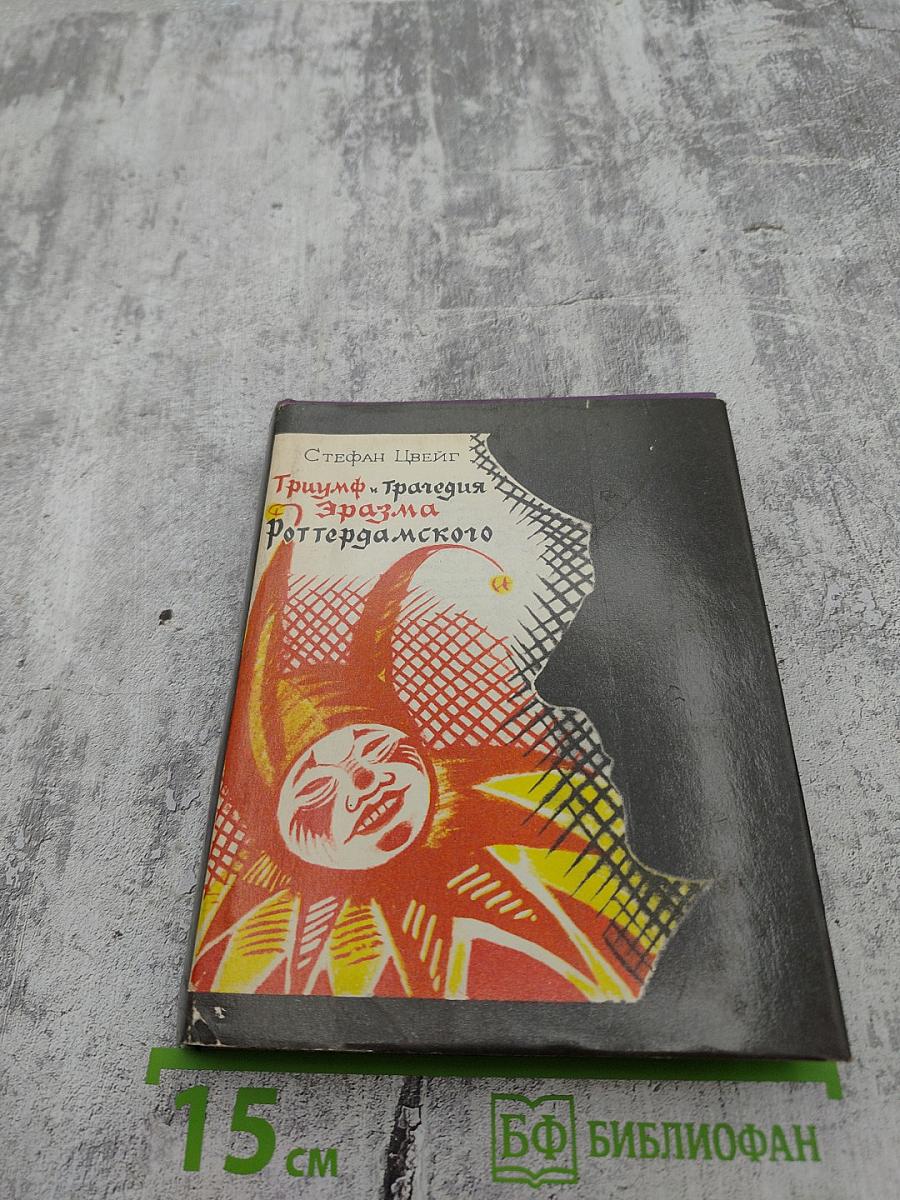 Стефан Цвейг
Триумф и трагедия
Эразма
Роттердамского
15 см
БФ БИБЛИОФАН